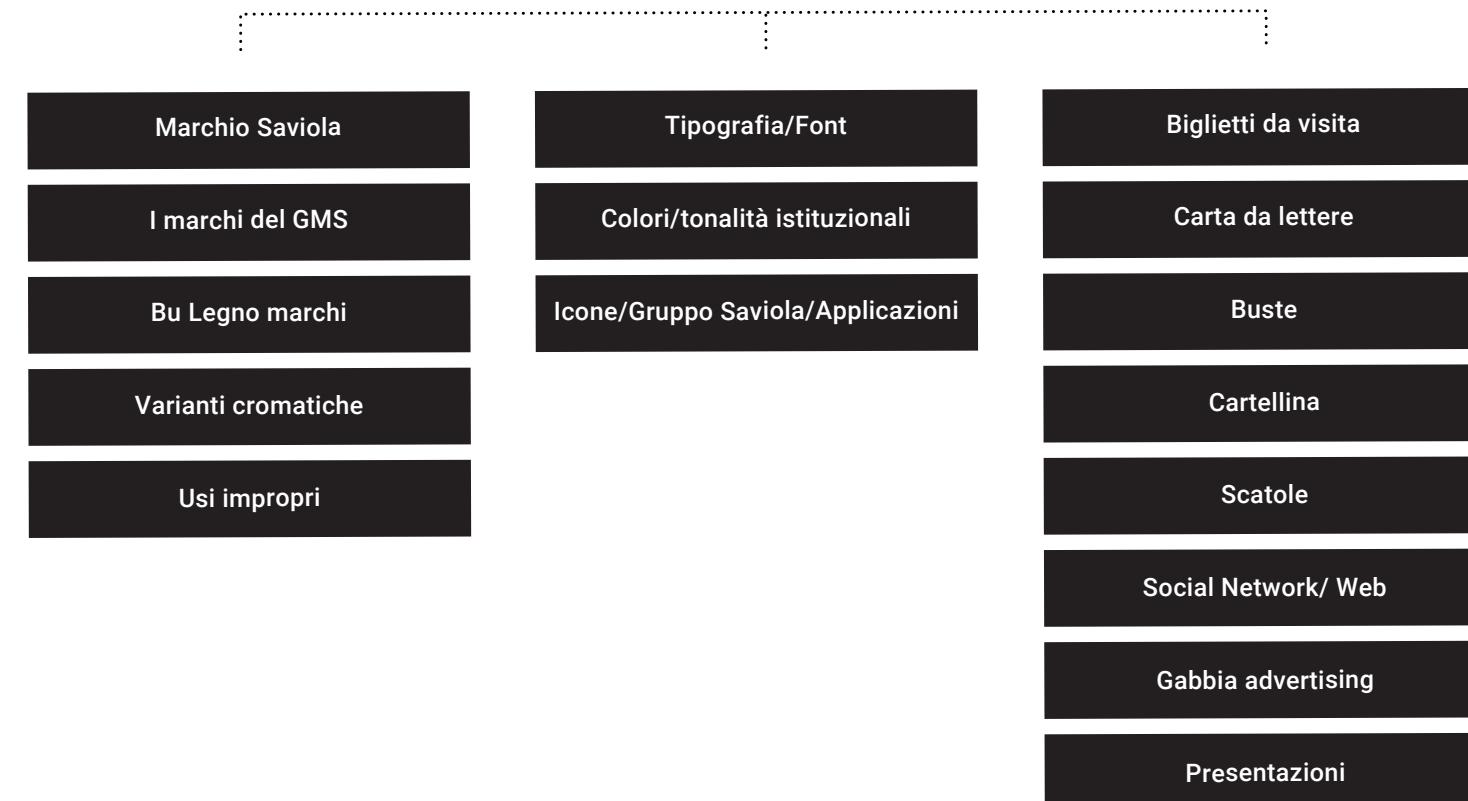 Marchio Saviola
I marchi del GMS
Bu Legno marchi
Varianti cromatiche
Usi impropri
Tipografia/Font
Colori/tonalità istituzionali
Icone/Gruppo Saviola/Applicazioni
Biglietti da visita
Carta da lettere
Buste
Cartellina
Scatole
Social Network/ Web
Gabbia advertising
Presentazioni